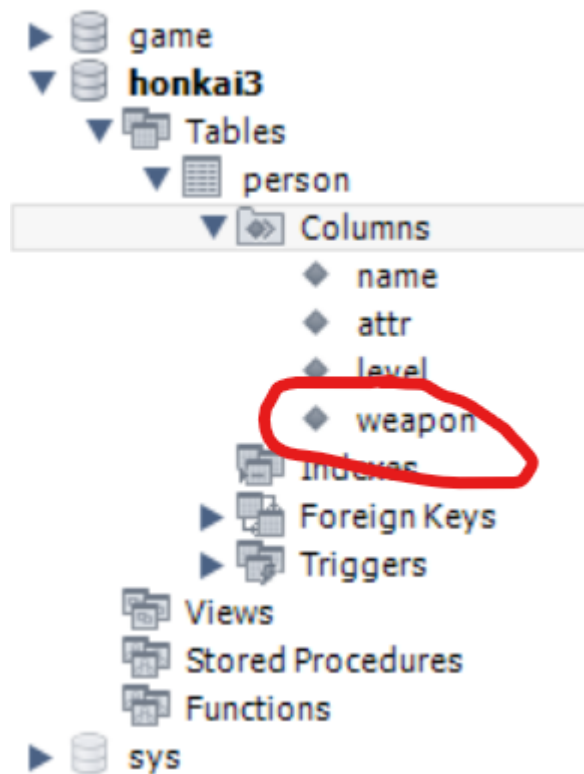 game
honkai3
Tables
person
Columns
name
attr
level
weapon
Indexes
Foreign Keys
Triggers
Views
Stored Procedures
Functions
sys